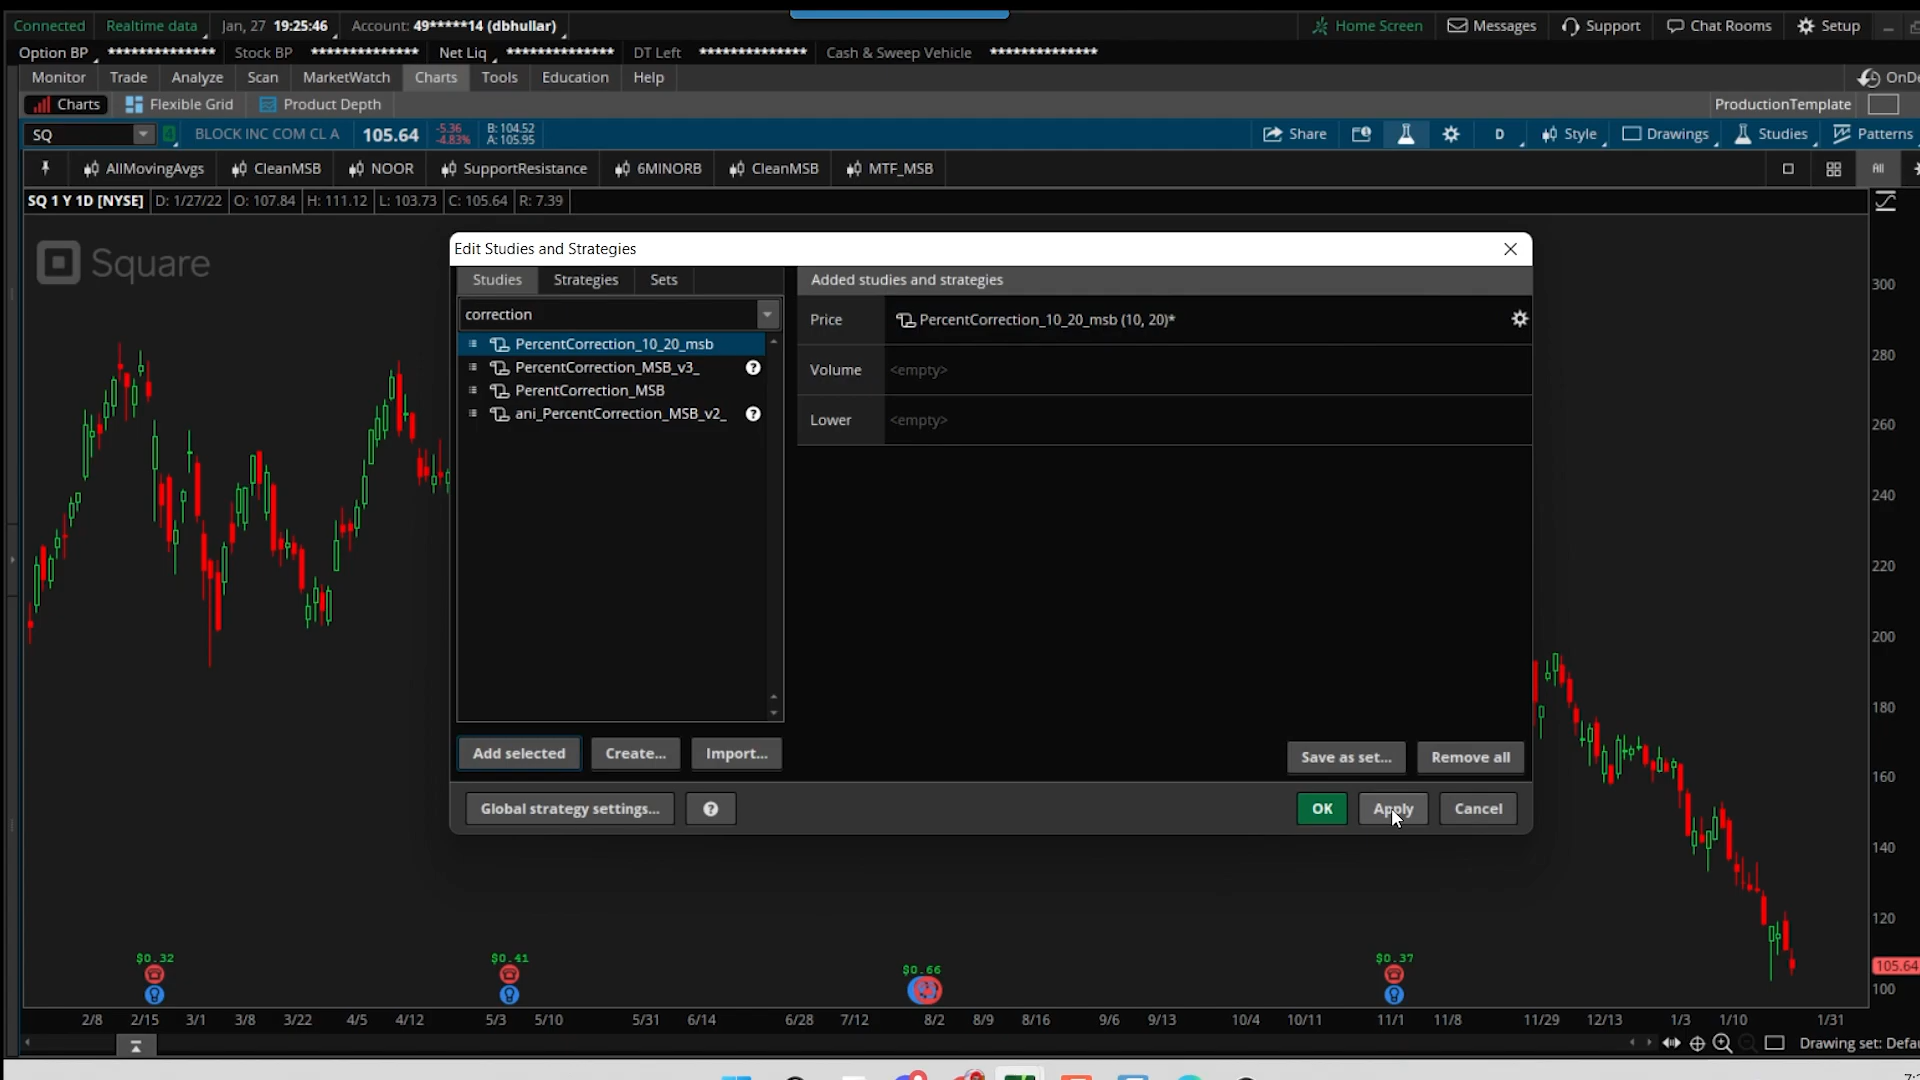 Connected Realtime data Jan, 27 19:25:46 Account: 49*****14 (dbhullar) Home Screen Messages Support Chat Rooms Setup
Option BP ************** Stock BP ************** Net Liq ************** DT Left ************** Cash & Sweep Vehicle **************
Monitor Trade Analyze Scan MarketWatch Charts Tools Education Help
Charts Flexible Grid Product Depth ProductionTemplate
SQ BLOCK INC COM CL A 105.64 -5.36 -4.83% B: 104.52 A: 105.95 Share D Style Drawings Studies Patterns
AllMovingAvgs CleanMSB NOOR SupportResistance 6MINORB CleanMSB MTF_MSB All
SQ 1 Y 1D [NYSE] D: 1/27/22 O: 107.84 H: 111.12 L: 103.73 C: 105.64 R: 7.39
Square
Edit Studies and Strategies
Studies Strategies Sets Added studies and strategies
correction
Price PercentCorrection_10_20_msb (10, 20)*
PercentCorrection_10_20_msb
PercentCorrection_MSB_v3_ ?
Volume <empty>
PerentCorrection_MSB
ani_PercentCorrection_MSB_v2_ ?
Lower <empty>
Add selected Create... Import... Save as set... Remove all
Global strategy settings... ? OK Apply Cancel
300
280
260
240
220
200
180
160
140
120
105.64
100
$0.32 $0.41 $0.66 $0.37
2/8 2/15 3/1 3/8 3/22 4/5 4/12 5/3 5/10 5/31 6/14 6/28 7/12 8/2 8/9 8/16 9/6 9/13 10/4 10/11 11/1 11/8 11/29 12/13 1/3 1/10 1/31
Drawing set: